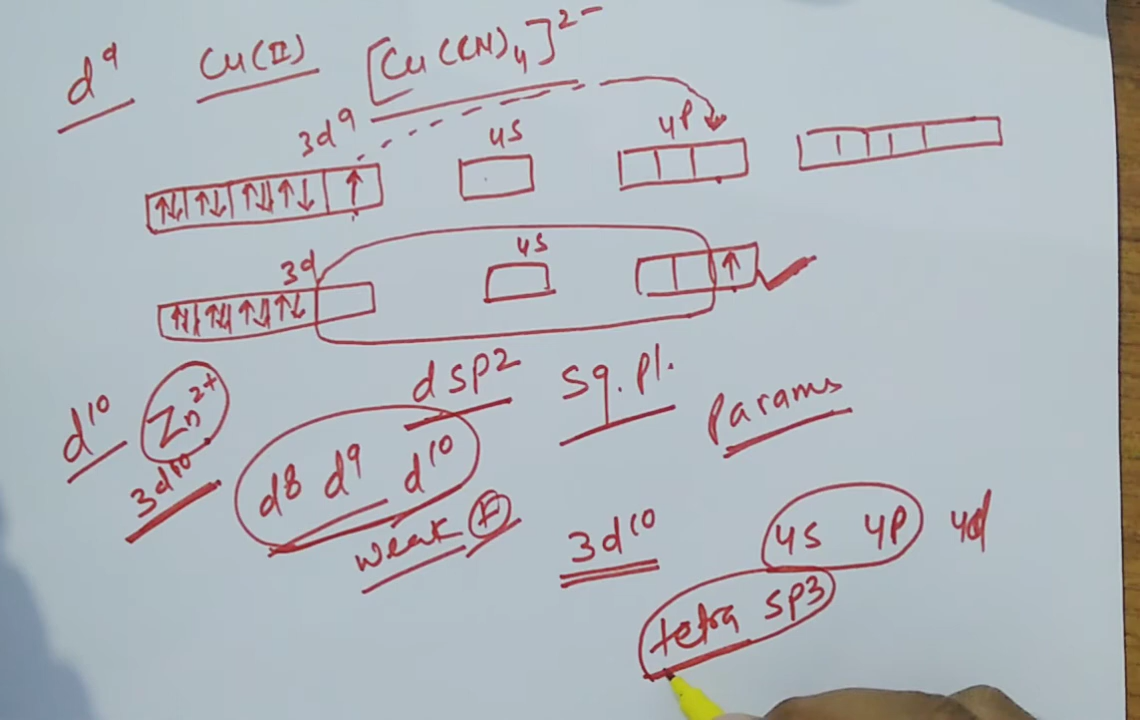 d⁹ Cu(II) [Cu(CN)₄]²⁻
3d⁹ 4s 4p
↑↓ ↑↓ ↑↓ ↑↓ ↑
3d 4s
↑↓ ↑↓ ↑↓ ↑↓ ↑
dsp2 sq. pl.
d¹⁰ Zn²⁺ params
3d¹⁰ d8 d⁹ d¹⁰
weak F 3d¹⁰ 4s 4p 4d
tetra sp3